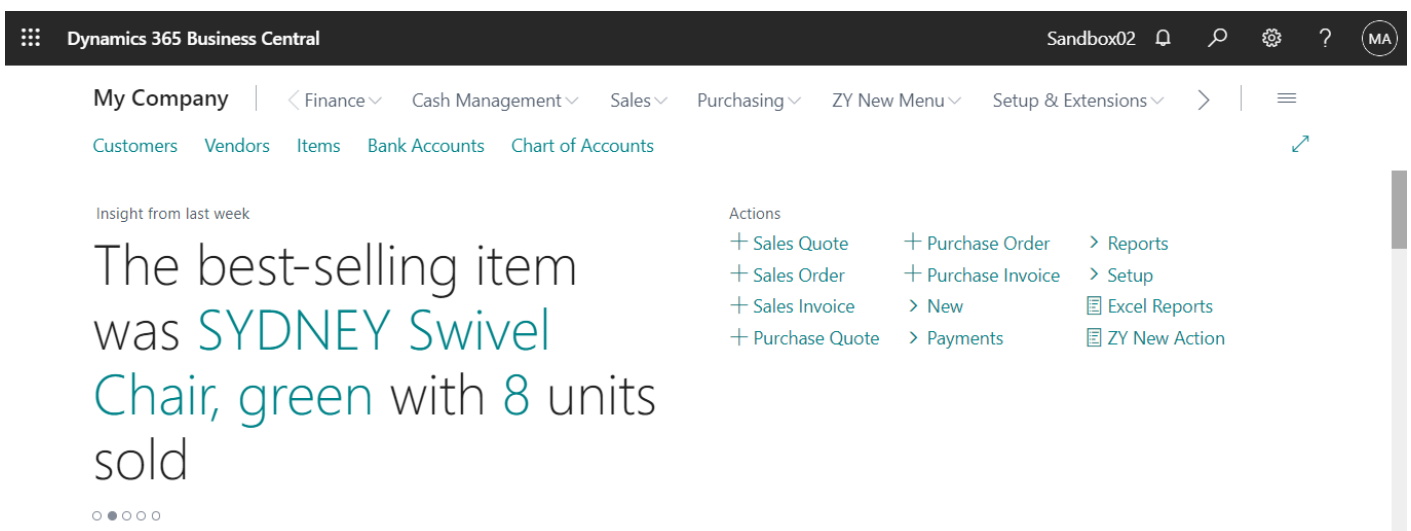 Dynamics 365 Business Central Sandbox02 ? MA
My Company Finance Cash Management Sales Purchasing ZY New Menu Setup & Extensions
Customers Vendors Items Bank Accounts Chart of Accounts
Insight from last week
The best-selling item
was SYDNEY Swivel
Chair, green with 8 units
sold
Actions
+ Sales Quote + Purchase Order > Reports
+ Sales Order + Purchase Invoice > Setup
+ Sales Invoice > New Excel Reports
+ Purchase Quote > Payments ZY New Action